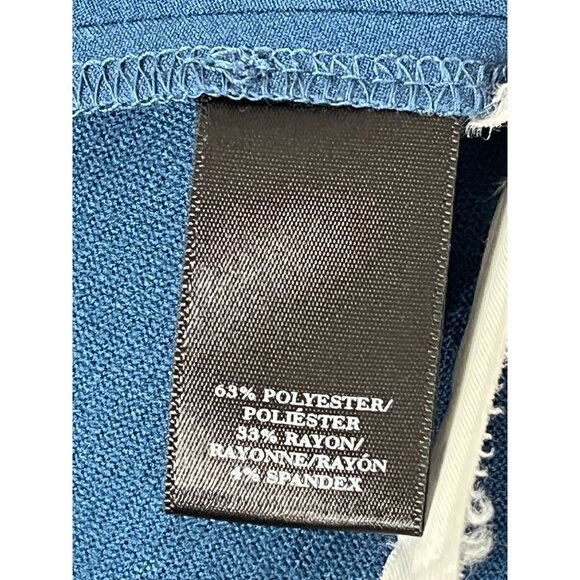 63% POLYESTER/
POLIÉSTER
33% RAYON/
RAYONNE/RAYÓN
4% SPANDEX